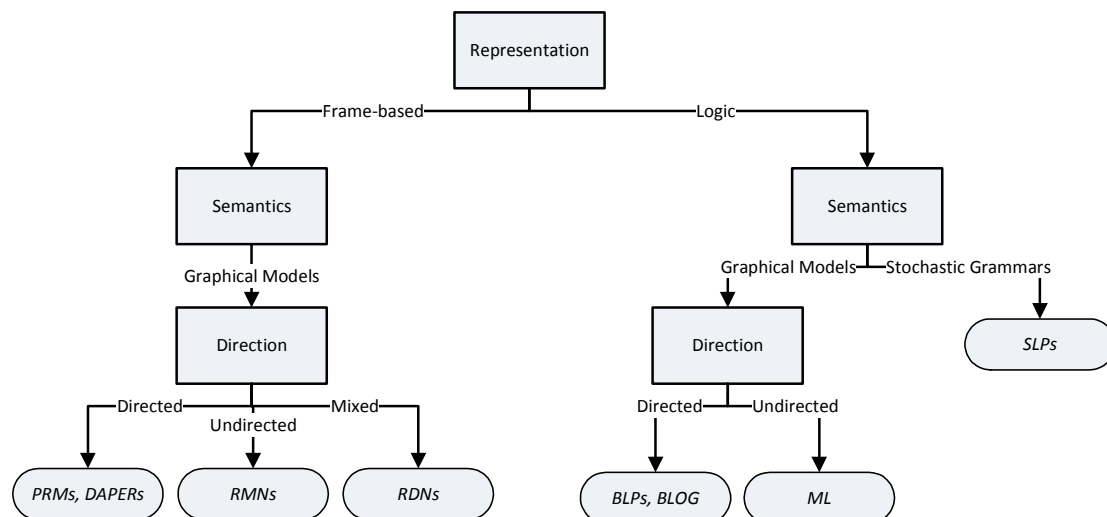 Representation
Frame-based
Logic
Semantics
Semantics
Graphical Models
Graphical Models
Stochastic Grammars
Direction
Direction
SLPs
Directed
Undirected
Mixed
Directed
Undirected
PRMs, DAPERs
RMNs
RDNs
BLPs, BLOG
ML